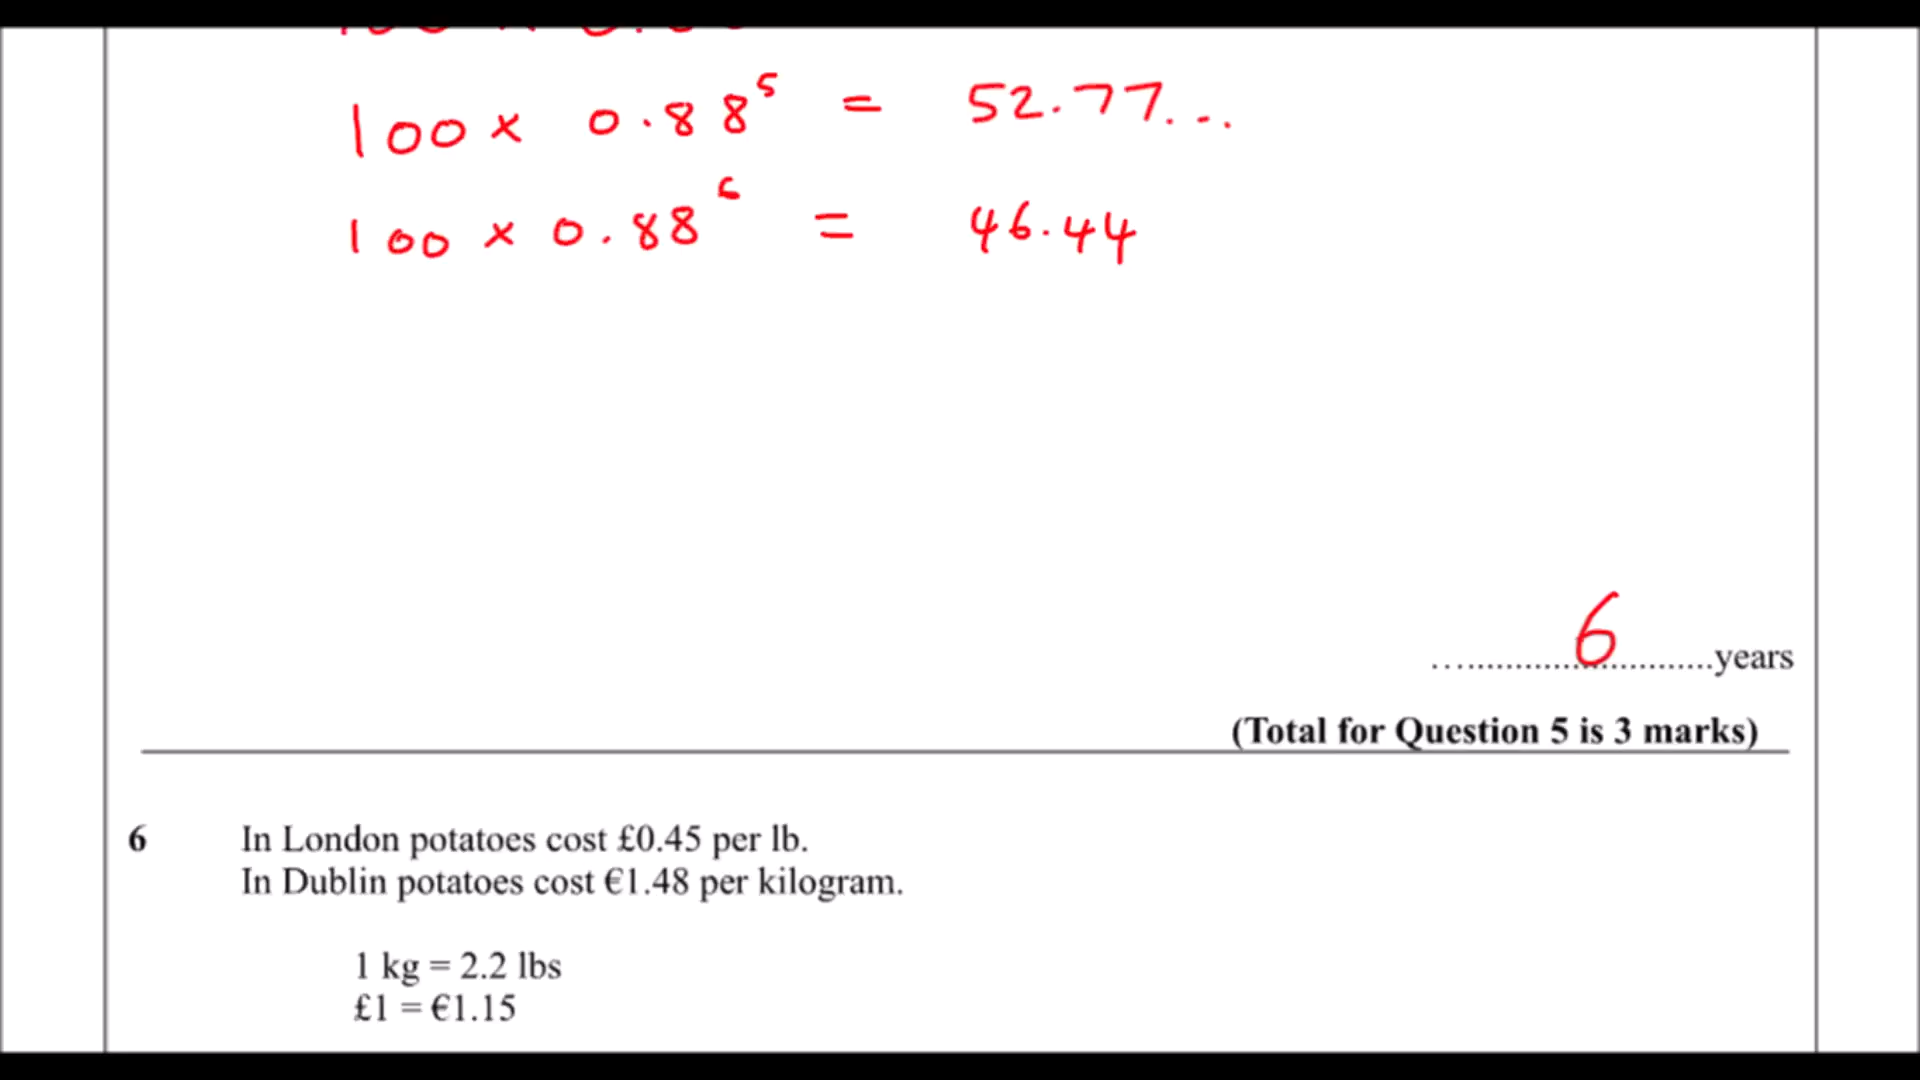 100 × 0.88⁵ = 52.77...
100 × 0.88⁶ = 46.44
6
..............................years
(Total for Question 5 is 3 marks)
6 In London potatoes cost £0.45 per lb.
In Dublin potatoes cost €1.48 per kilogram.
1 kg = 2.2 lbs
£1 = €1.15